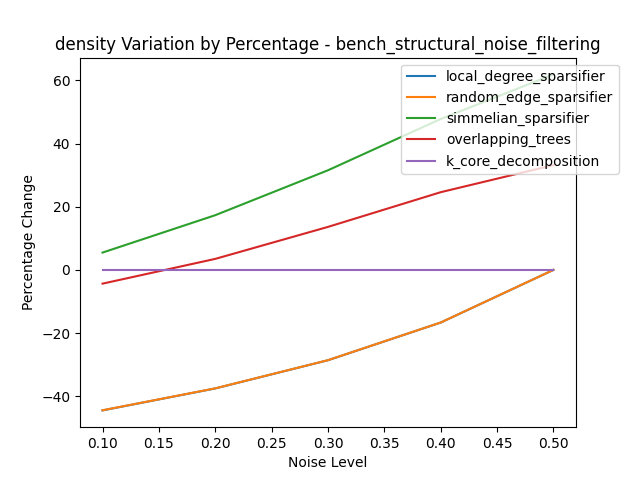 density Variation by Percentage - bench_structural_noise_filtering
local_degree_sparsifier
random_edge_sparsifier
simmelian_sparsifier
overlapping_trees
k_core_decomposition
Percentage Change
60
40
20
0
−20
−40
0.10 0.15 0.20 0.25 0.30 0.35 0.40 0.45 0.50
Noise Level